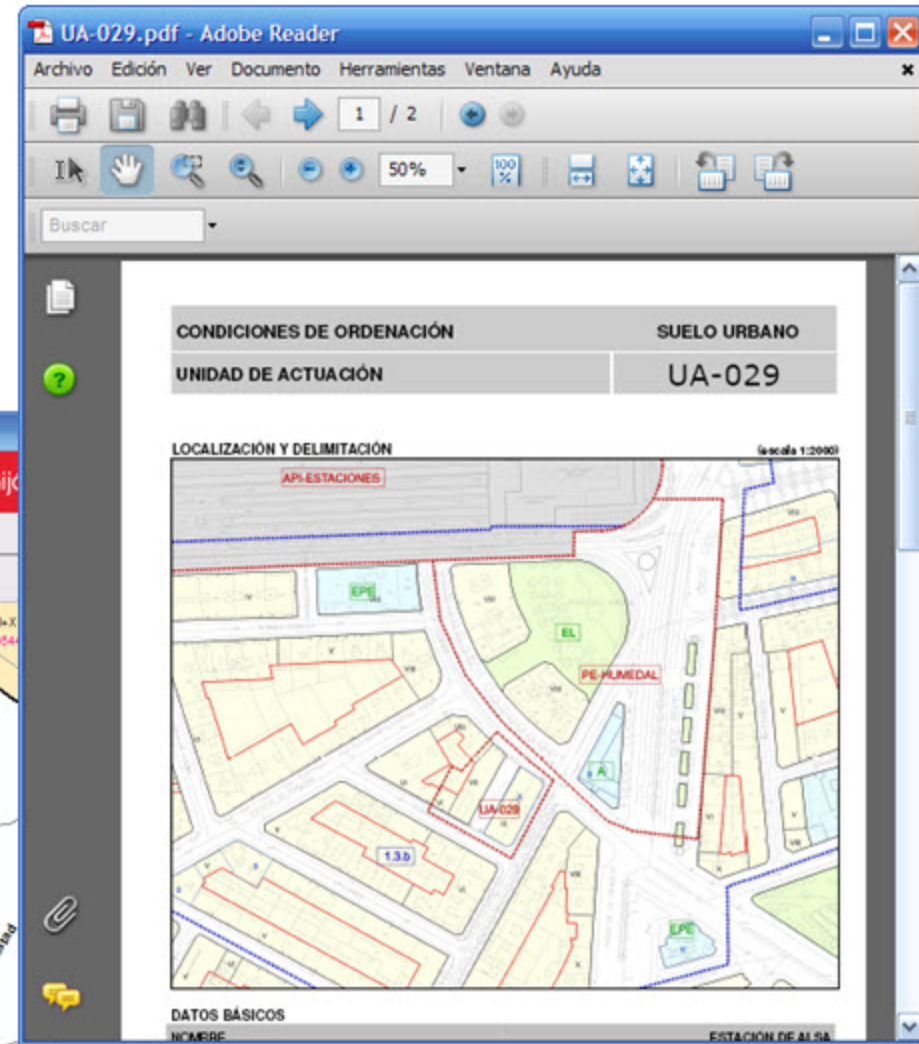 UA-029.pdf - Adobe Reader
Archivo Edición Ver Documento Herramientas Ventana Ayuda
1 / 2
50%
100 %
Buscar
CONDICIONES DE ORDENACIÓN SUELO URBANO
UNIDAD DE ACTUACIÓN UA-029
LOCALIZACIÓN Y DELIMITACIÓN (escala 1:2000)
API-ESTACIONES
EPE
EL
PE-HUMEDAL
A
UA-029
1.3.b
EPE
DATOS BÁSICOS
NOMBRE ESTACIÓN DE ALSA